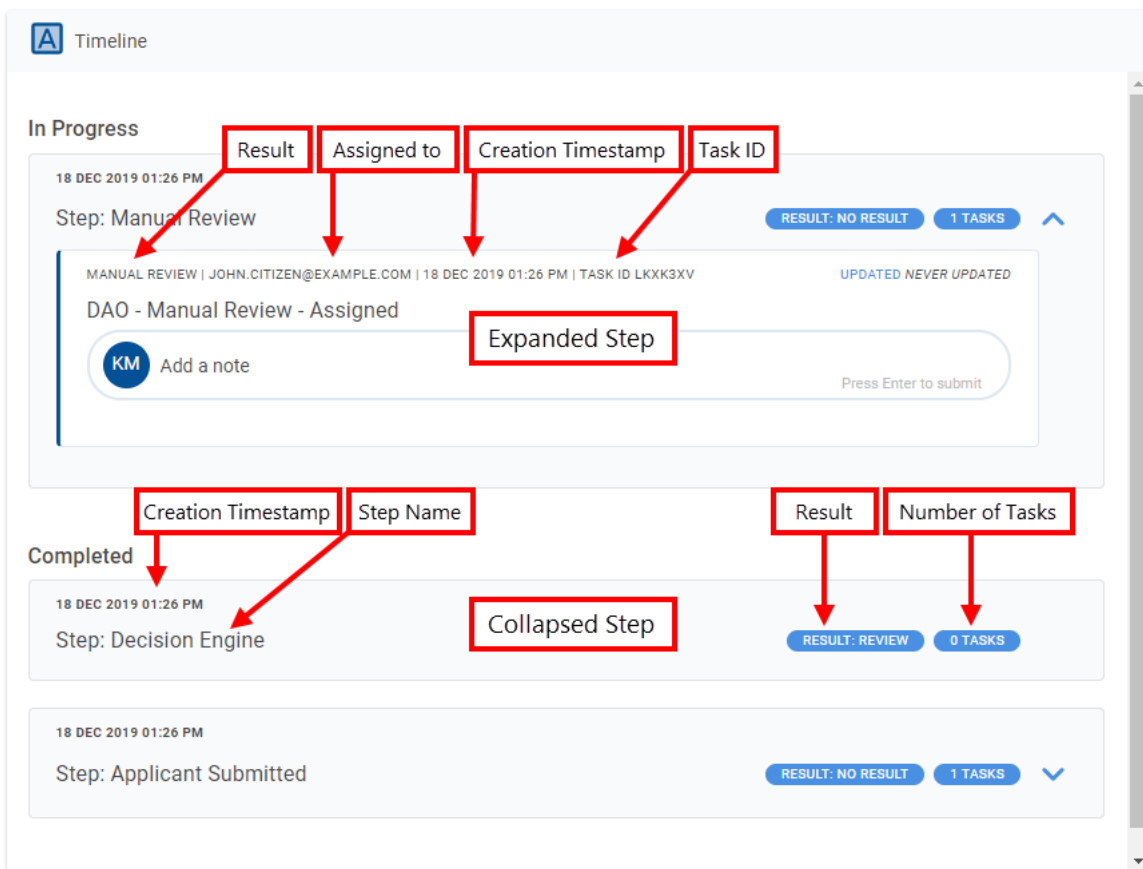 A Timeline
In Progress
Result Assigned to Creation Timestamp Task ID
18 DEC 2019 01:26 PM
Step: Manual Review RESULT: NO RESULT 1 TASKS
MANUAL REVIEW | JOHN.CITIZEN@EXAMPLE.COM | 18 DEC 2019 01:26 PM | TASK ID LKXK3XV UPDATED NEVER UPDATED
DAO - Manual Review - Assigned
Expanded Step
KM Add a note
Press Enter to submit
Creation Timestamp Step Name Result Number of Tasks
Completed
18 DEC 2019 01:26 PM
Collapsed Step
Step: Decision Engine RESULT: REVIEW 0 TASKS
18 DEC 2019 01:26 PM
Step: Applicant Submitted RESULT: NO RESULT 1 TASKS